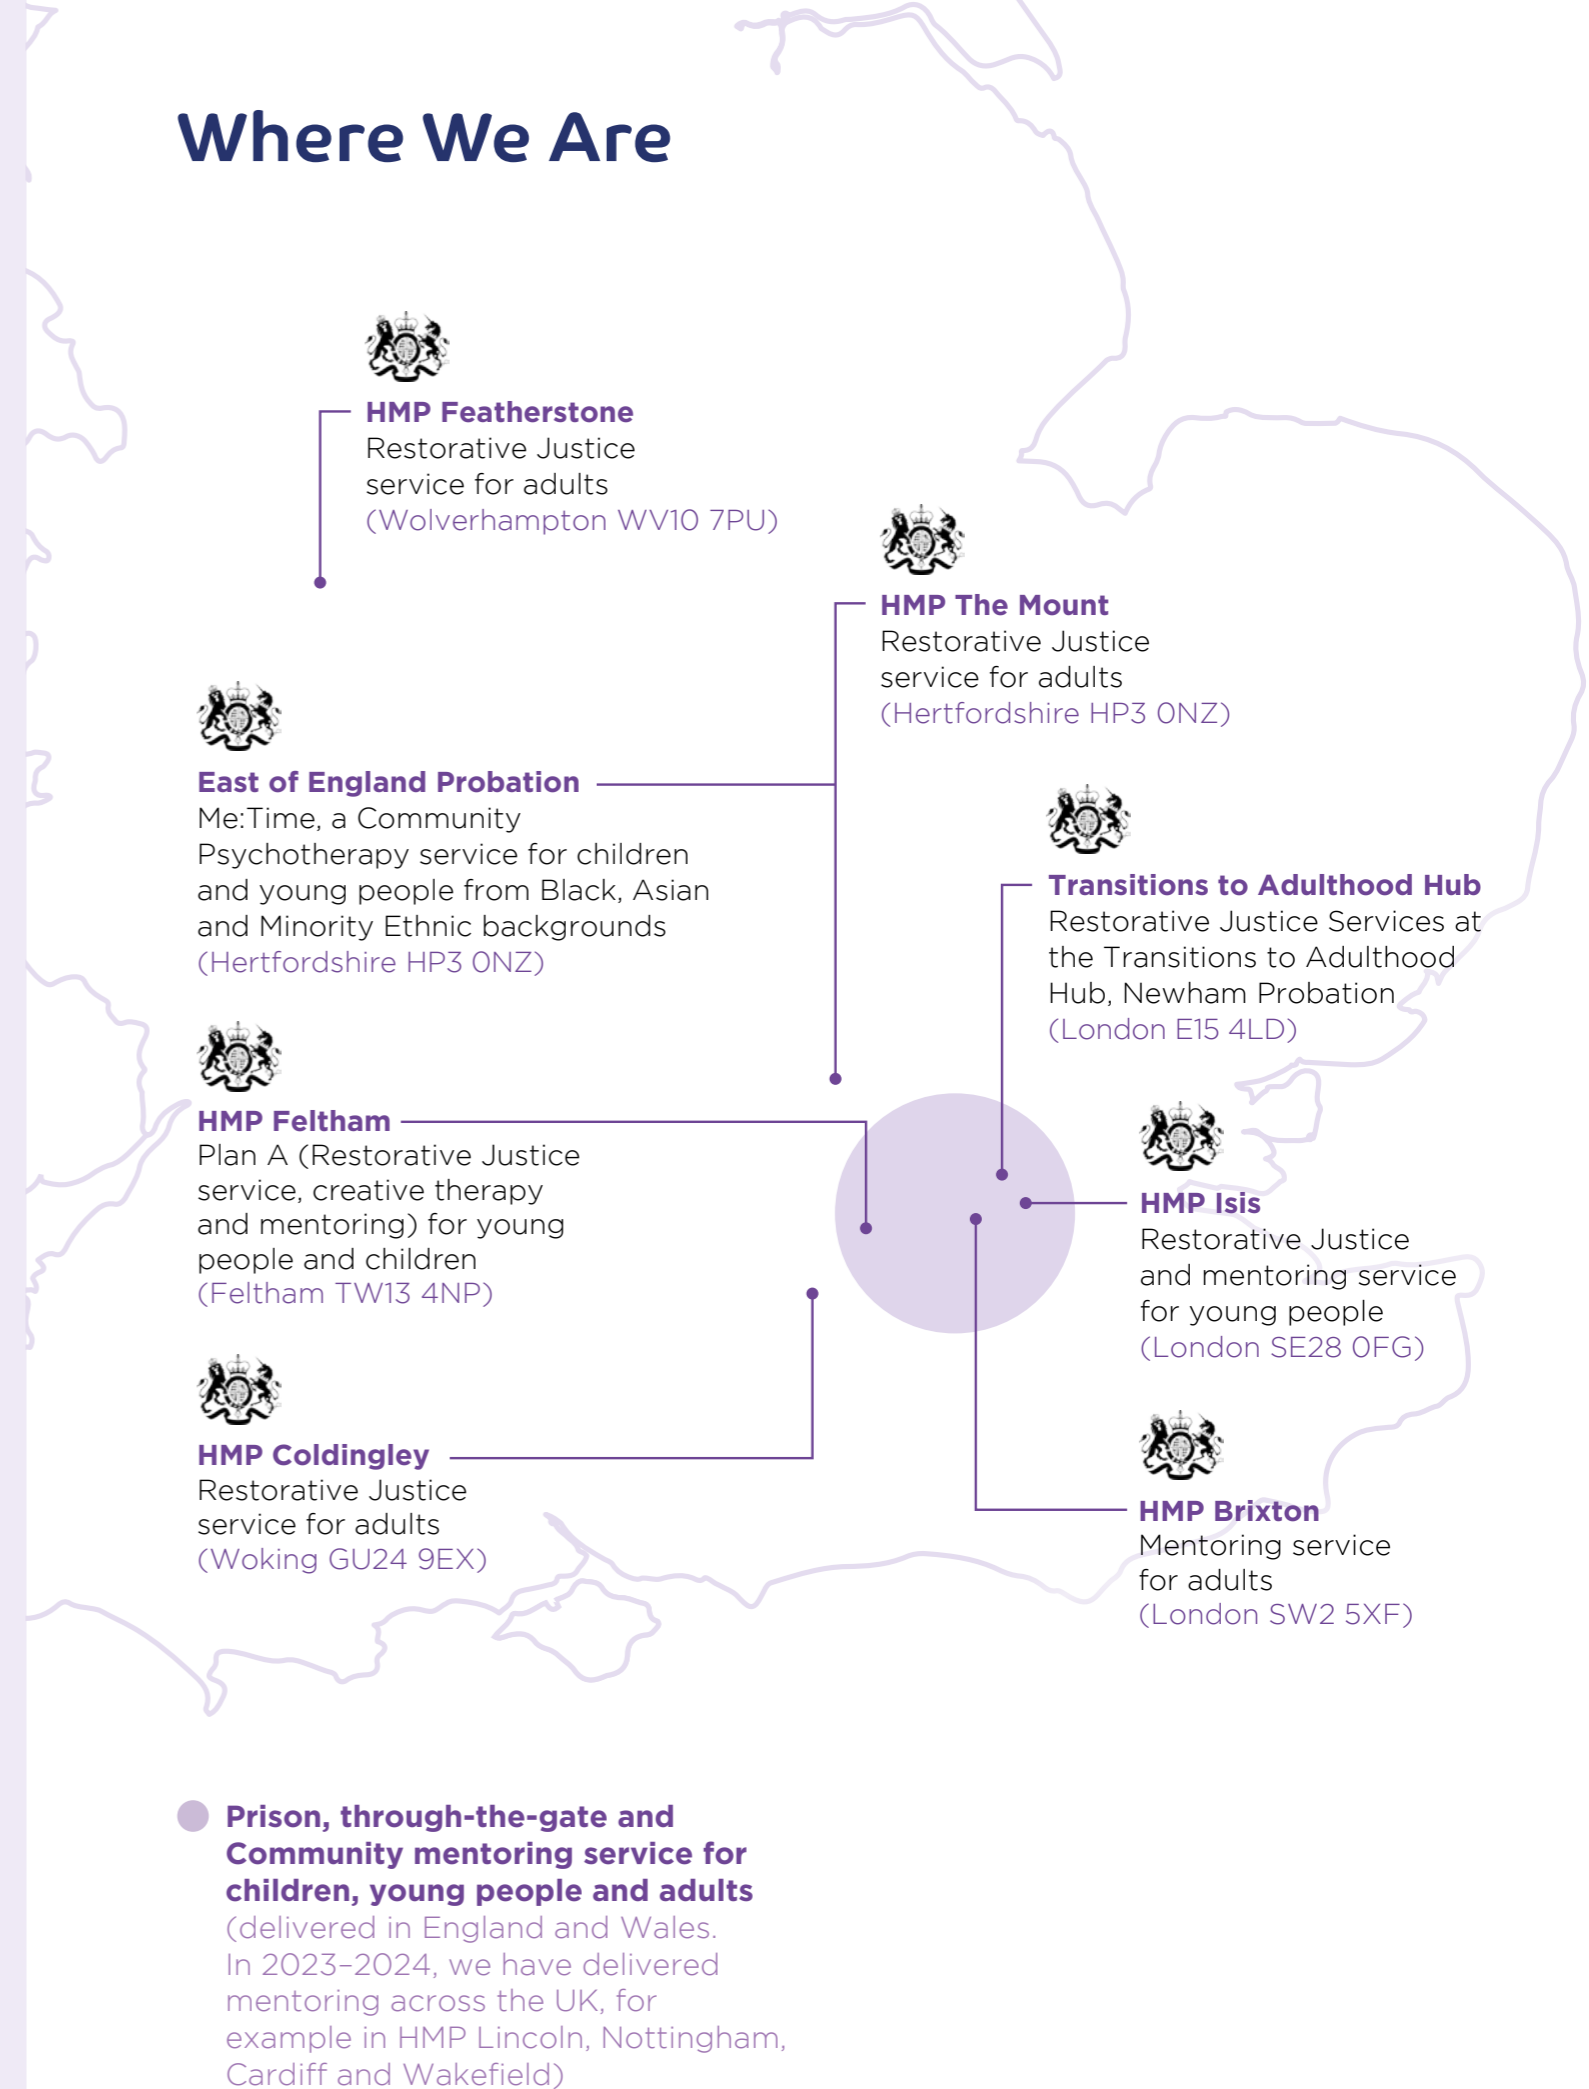 Where We Are
HMP Featherstone
Restorative Justice
service for adults
(Wolverhampton WV10 7PU)
HMP The Mount
Restorative Justice
service for adults
(Hertfordshire HP3 0NZ)
East of England Probation
Me:Time, a Community
Psychotherapy service for children
and young people from Black, Asian
and Minority Ethnic backgrounds
(Hertfordshire HP3 0NZ)
Transitions to Adulthood Hub
Restorative Justice Services at
the Transitions to Adulthood
Hub, Newham Probation
(London E15 4LD)
HMP Feltham
Plan A (Restorative Justice
service, creative therapy
and mentoring) for young
people and children
(Feltham TW13 4NP)
HMP Isis
Restorative Justice
and mentoring service
for young people
(London SE28 0FG)
HMP Coldingley
Restorative Justice
service for adults
(Woking GU24 9EX)
HMP Brixton
Mentoring service
for adults
(London SW2 5XF)
Prison, through-the-gate and
Community mentoring service for
children, young people and adults
(delivered in England and Wales.
In 2023–2024, we have delivered
mentoring across the UK, for
example in HMP Lincoln, Nottingham,
Cardiff and Wakefield)